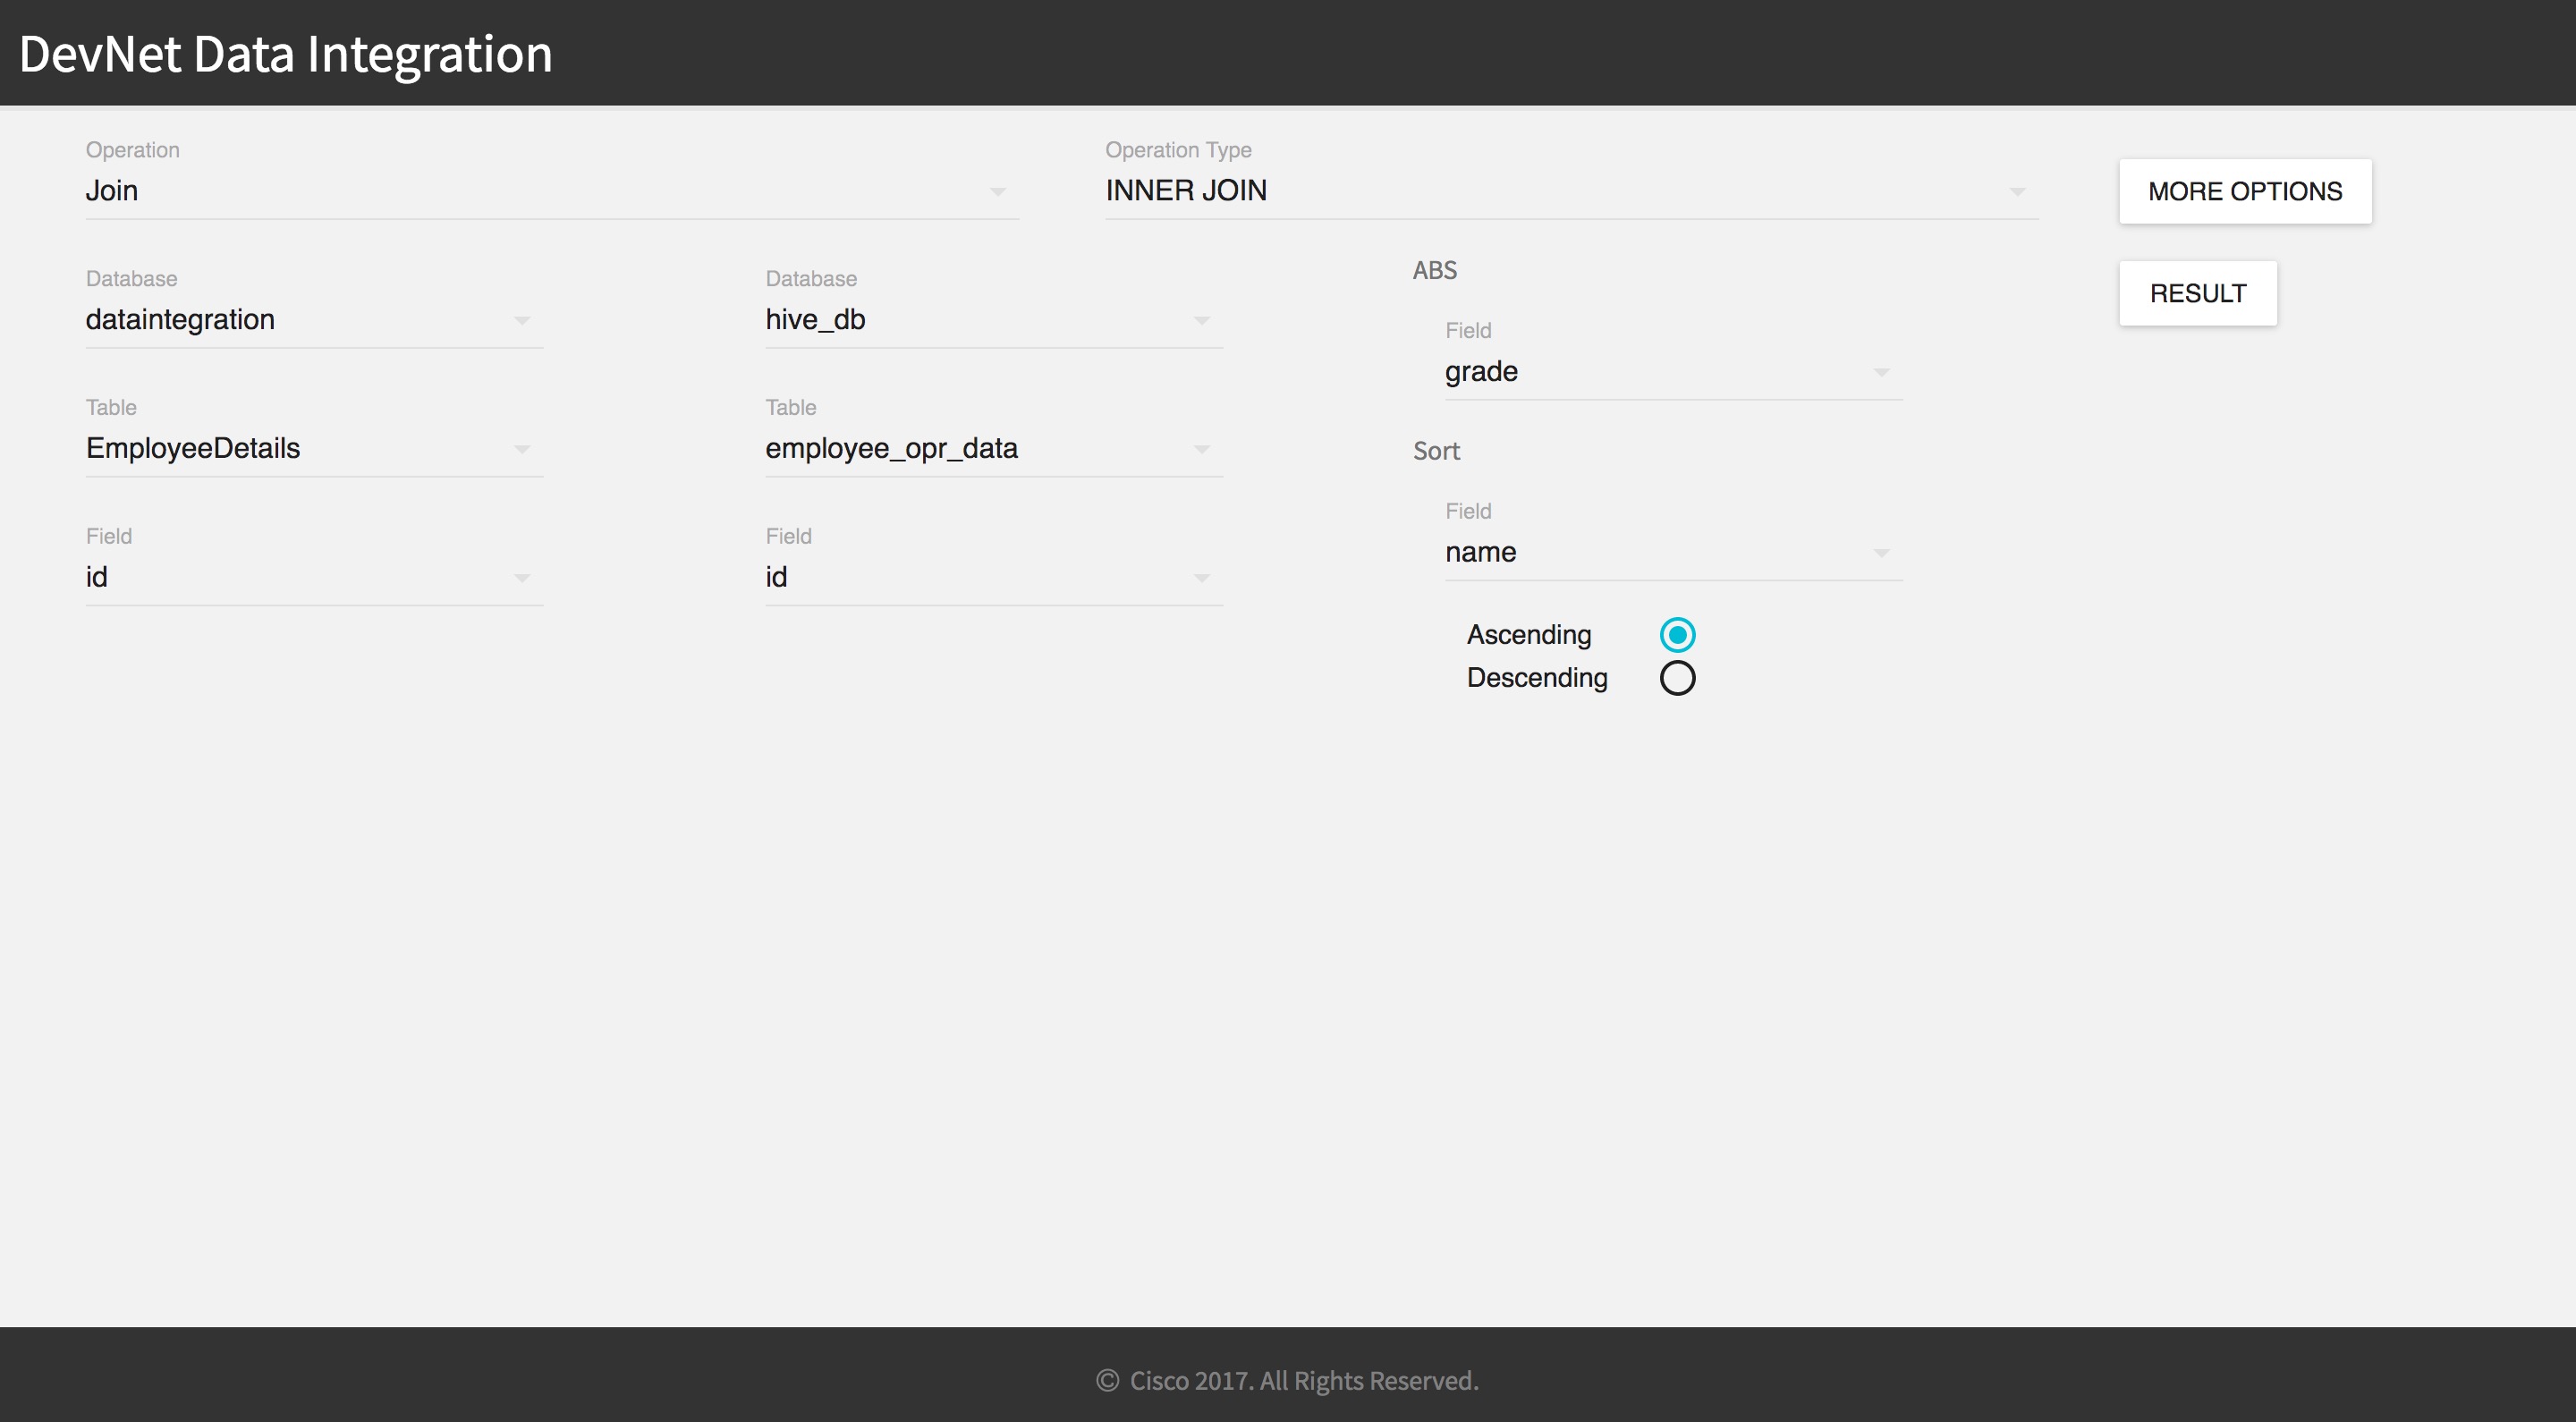 DevNet Data Integration
Operation
Join
Operation Type
INNER JOIN
MORE OPTIONS
Database
dataintegration
Database
hive_db
ABS
RESULT
Field
grade
Table
EmployeeDetails
Table
employee_opr_data
Sort
Field
name
Field
id
Field
id
Ascending
Descending
© Cisco 2017. All Rights Reserved.